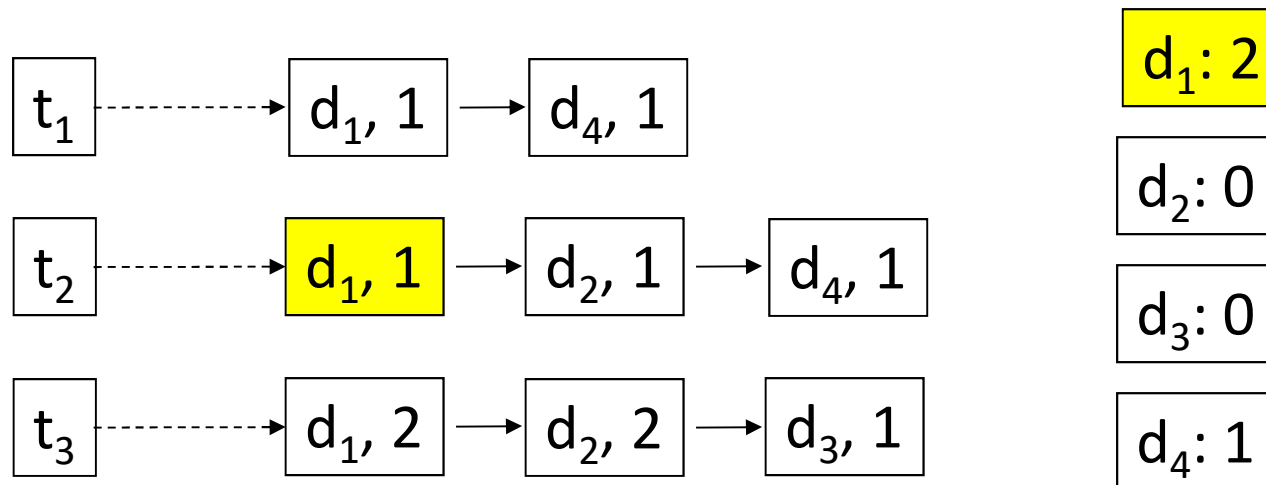 t₁ d₁, 1 d₄, 1
t₂ d₁, 1 d₂, 1 d₄, 1
t₃ d₁, 2 d₂, 2 d₃, 1
d₁: 2
d₂: 0
d₃: 0
d₄: 1